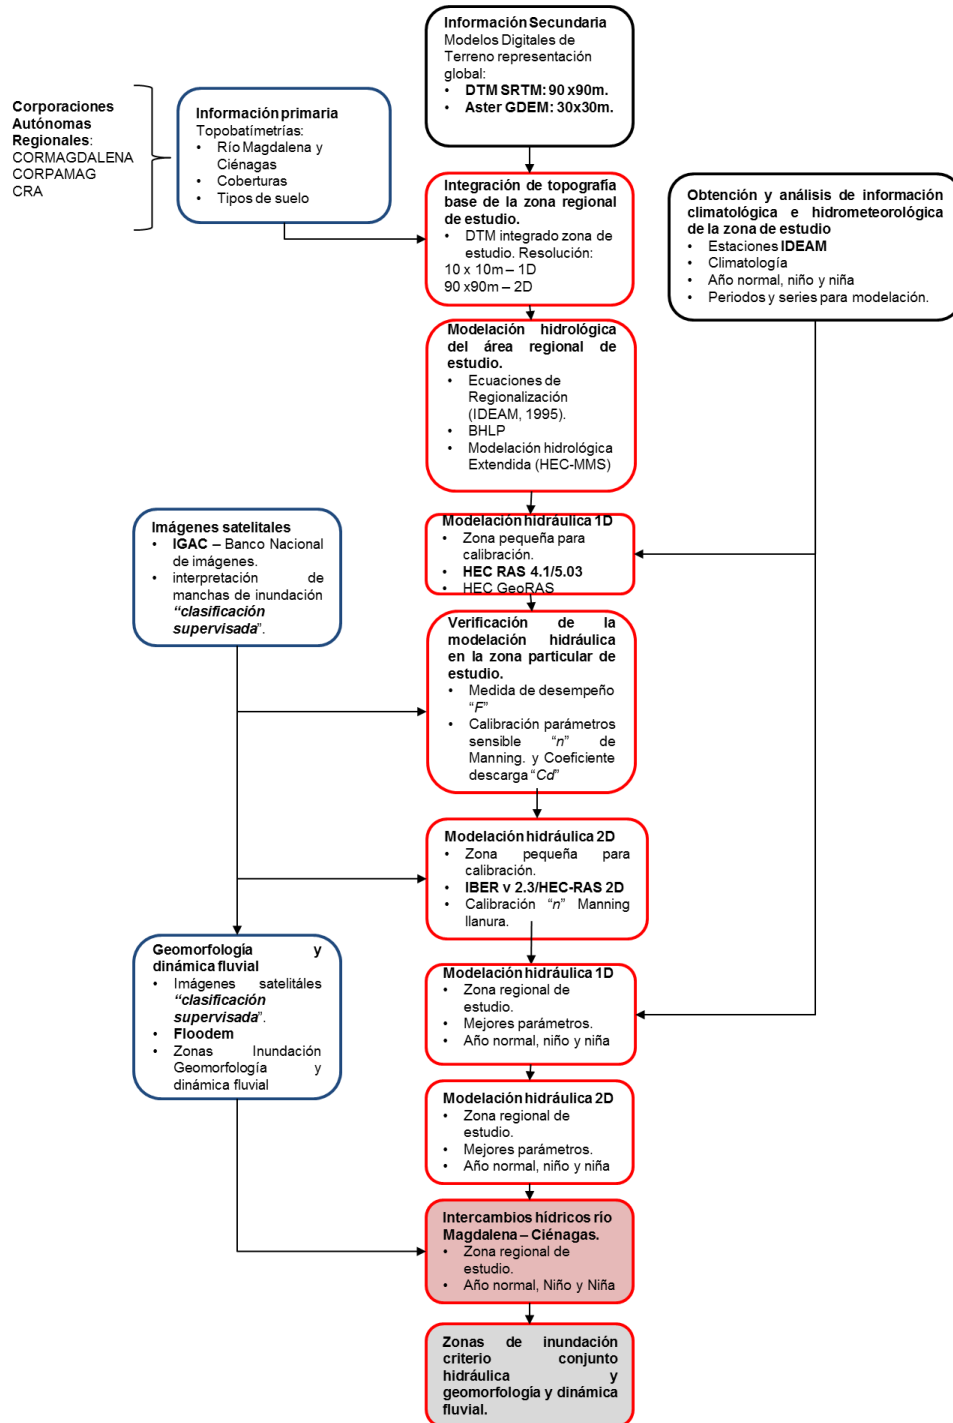 Información Secundaria
Modelos Digitales de
Terreno representación
global:
• DTM SRTM: 90 x90m.
• Aster GDEM: 30x30m.
Corporaciones
Autónomas
Regionales:
CORMAGDALENA
CORPAMAG
CRA
Información primaria
Topobatímetrías:
• Río Magdalena y
Ciénagas
• Coberturas
• Tipos de suelo
Integración de topografía
base de la zona regional
de estudio.
• DTM integrado zona de
estudio. Resolución:
10 x 10m – 1D
90 x90m – 2D
Obtención y análisis de información
climatológica e hidrometeorológica
de la zona de estudio
• Estaciones IDEAM
• Climatología
• Año normal, niño y niña
• Periodos y series para modelación.
Modelación hidrológica
del área regional de
estudio.
• Ecuaciones de
Regionalización
(IDEAM, 1995).
• BHLP
• Modelación hidrológica
Extendida (HEC-MMS)
Modelación hidráulica 1D
• Zona pequeña para
calibración.
• HEC RAS 4.1/5.03
• HEC GeoRAS
Imágenes satelitales
• IGAC – Banco Nacional
de imágenes.
• interpretación de
manchas de inundación
“clasificación
supervisada”.
Verificación de la
modelación hidráulica
en la zona particular de
estudio.
• Medida de desempeño
“F”
• Calibración parámetros
sensible “n” de
Manning. y Coeficiente
descarga “Cd”
Modelación hidráulica 2D
• Zona pequeña para
calibración.
• IBER v 2.3/HEC-RAS 2D
• Calibración “n” Manning
llanura.
Geomorfología y
dinámica fluvial
• Imágenes satelitáles
“clasificación
supervisada”.
• Floodem
• Zonas Inundación
Geomorfología y
dinámica fluvial
Modelación hidráulica 1D
• Zona regional de
estudio.
• Mejores parámetros.
• Año normal, niño y niña
Modelación hidráulica 2D
• Zona regional de
estudio.
• Mejores parámetros.
• Año normal, niño y niña
Intercambios hídricos río
Magdalena – Ciénagas.
• Zona regional de
estudio.
• Año normal, Niño y Niña
Zonas de inundación
criterio conjunto
hidráulica y
geomorfología y dinámica
fluvial.